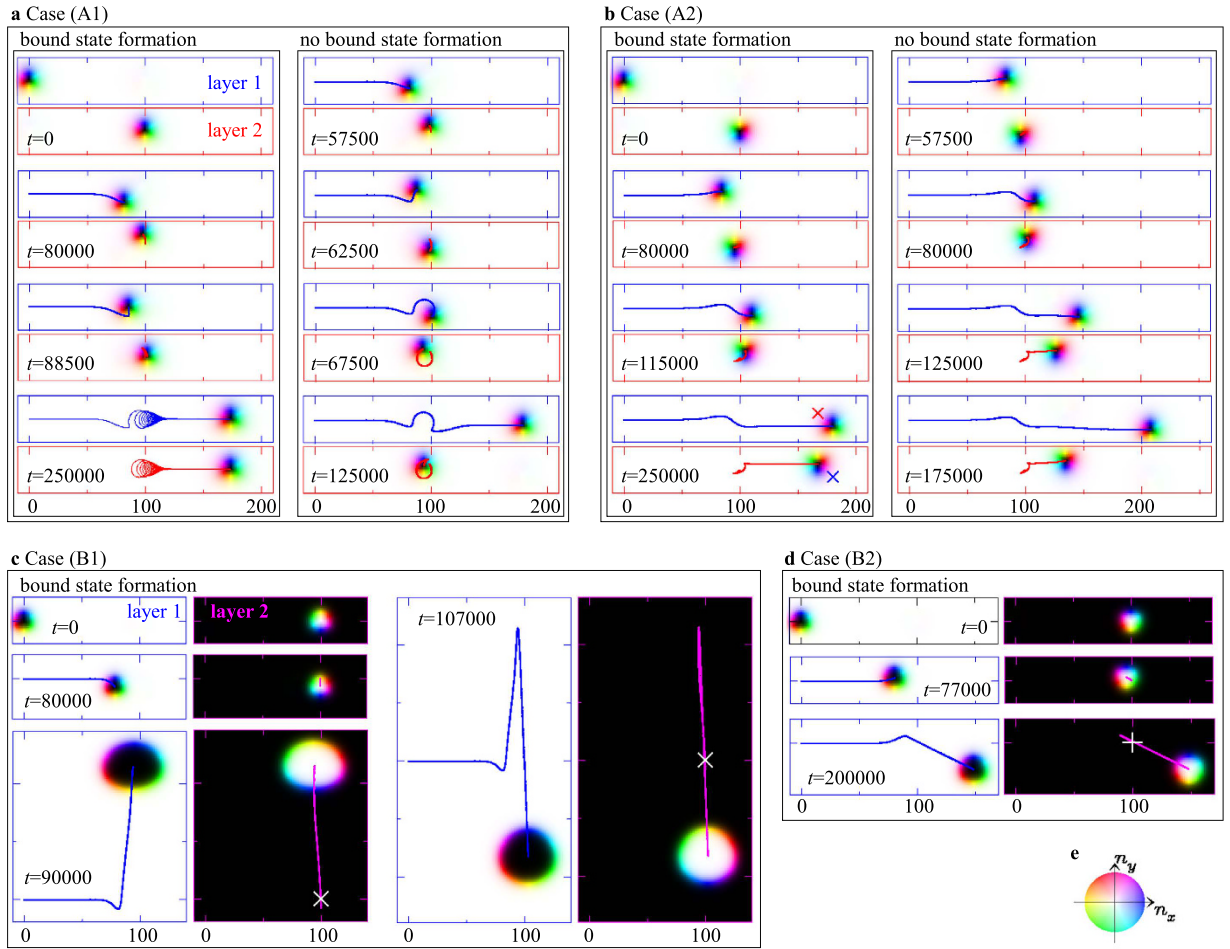 a Case (A1)
bound state formation
layer 1
layer 2
t=0
t=80000
t=88500
t=250000
0 100 200
no bound state formation
t=57500
t=62500
t=67500
t=125000
0 100 200
b Case (A2)
bound state formation
t=0
t=80000
t=115000
t=250000
0 100 200
no bound state formation
t=57500
t=80000
t=125000
t=175000
0 100 200
c Case (B1)
bound state formation
layer 1
layer 2
t=0
t=80000
t=90000
0 100
0 100
t=107000
0 100
0 100
d Case (B2)
bound state formation
t=0
t=77000
t=200000
0 100
0 100
e
n_y
n_x